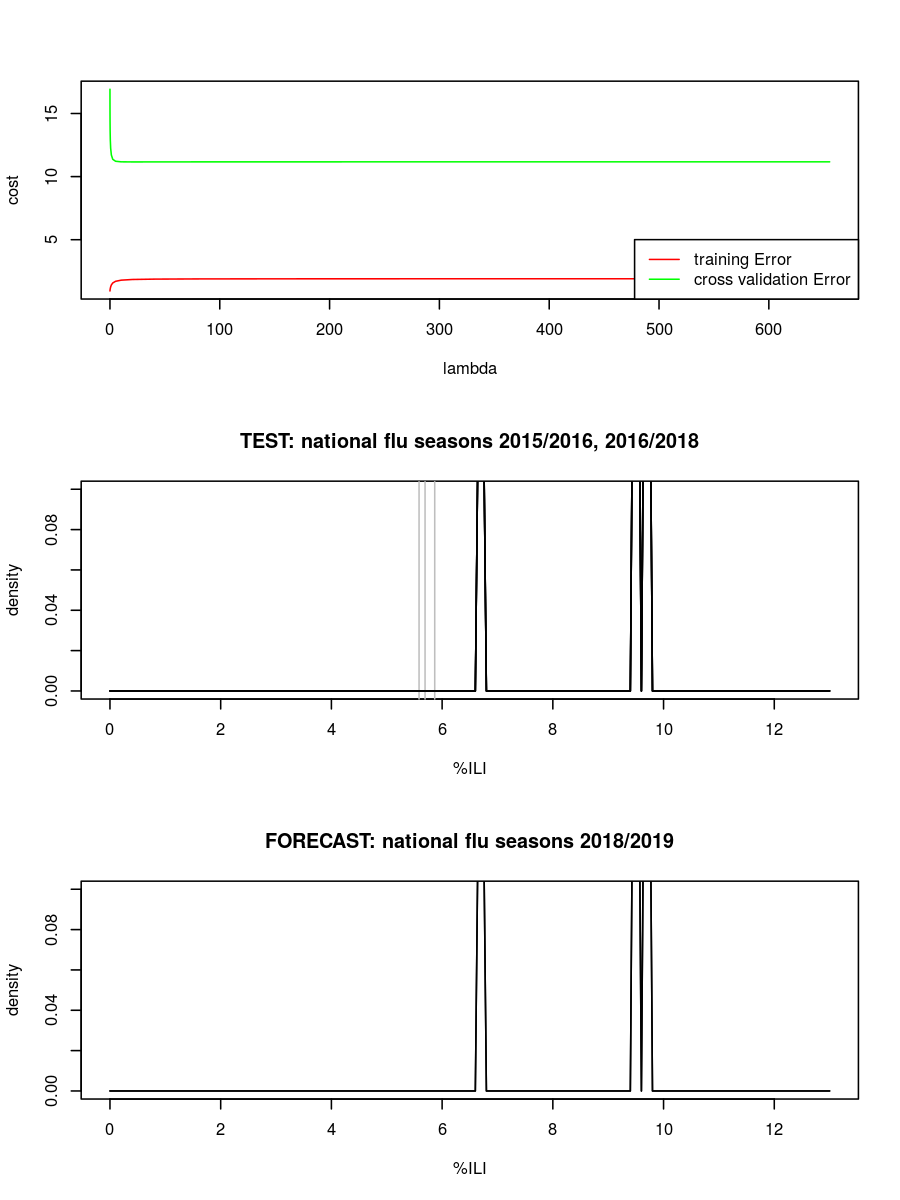 15
10
5
cost
training Error
cross validation Error
0 100 200 300 400 500 600
lambda
TEST: national flu seasons 2015/2016, 2016/2018
0.08
0.04
0.00
density
0 2 4 6 8 10 12
%ILI
FORECAST: national flu seasons 2018/2019
0.08
0.04
0.00
density
0 2 4 6 8 10 12
%ILI